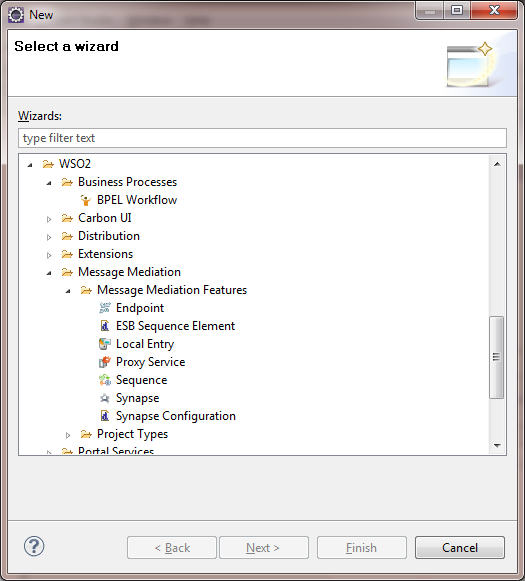 New
Select a wizard
Wizards:
type filter text
WSO2
Business Processes
BPEL Workflow
Carbon UI
Distribution
Extensions
Message Mediation
Message Mediation Features
Endpoint
ESB Sequence Element
Local Entry
Proxy Service
Sequence
Synapse
Synapse Configuration
Project Types
Portal Services
?
< Back
Next >
Finish
Cancel